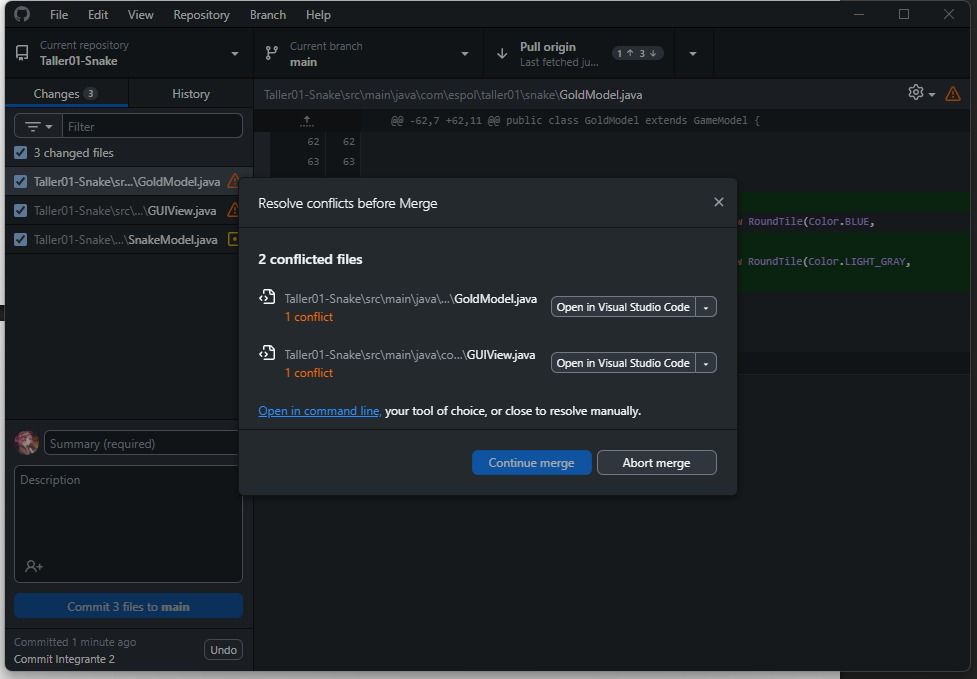 File Edit View Repository Branch Help
Current repository
Taller01-Snake
Current branch
main
Pull origin
Last fetched ju...
1 ↑ 3 ↓
Changes 3
History
Taller01-Snake\src\main\java\com\espol\taller01\snake\GoldModel.java
Filter
@@ -62,7 +62,11 @@ public class GoldModel extends GameModel {
3 changed files
62 62
63 63
Taller01-Snake\sr...\GoldModel.java
Taller01-Snake\src\...\GUIView.java
Taller01-Snake\...\SnakeModel.java
RoundTile(Color.BLUE,
RoundTile(Color.LIGHT_GRAY,
Resolve conflicts before Merge
2 conflicted files
Taller01-Snake\src\main\java\...\GoldModel.java
1 conflict
Open in Visual Studio Code
Taller01-Snake\src\main\java\co...\GUIView.java
1 conflict
Open in Visual Studio Code
Open in command line, your tool of choice, or close to resolve manually.
Continue merge
Abort merge
Summary (required)
Description
Commit 3 files to main
Committed 1 minute ago
Commit Integrante 2
Undo